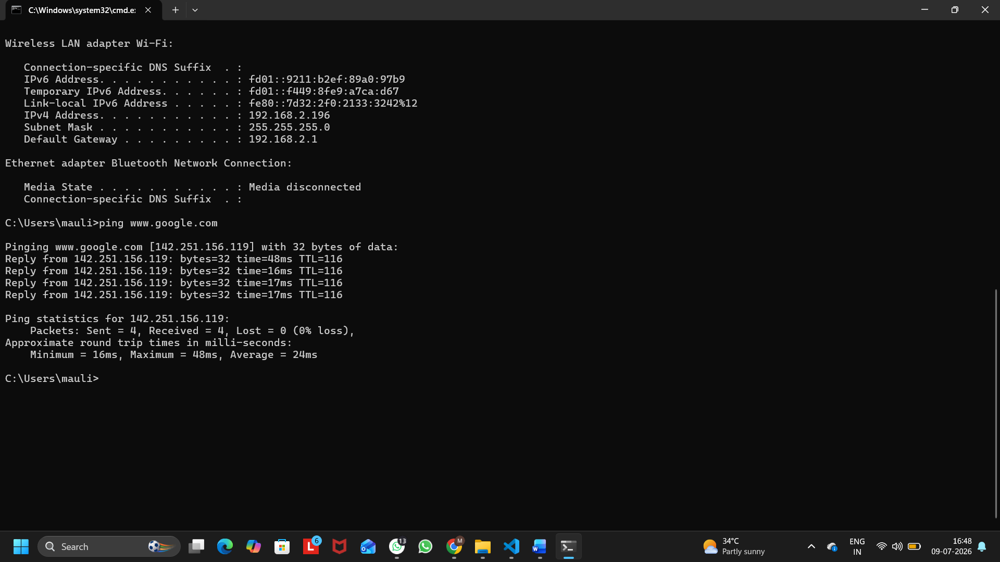 C:\Windows\system32\cmd.e
Wireless LAN adapter Wi-Fi:
   Connection-specific DNS Suffix  . :
   IPv6 Address. . . . . . . . . . . : fd01::9211:b2ef:89a0:97b9
   Temporary IPv6 Address. . . . . . : fd01::f449:8fe9:a7ca:d67
   Link-local IPv6 Address . . . . . : fe80::7d32:2f0:2133:3242%12
   IPv4 Address. . . . . . . . . . . : 192.168.2.196
   Subnet Mask . . . . . . . . . . . : 255.255.255.0
   Default Gateway . . . . . . . . . : 192.168.2.1
Ethernet adapter Bluetooth Network Connection:
   Media State . . . . . . . . . . . : Media disconnected
   Connection-specific DNS Suffix  . :
C:\Users\mauli>ping www.google.com
Pinging www.google.com [142.251.156.119] with 32 bytes of data:
Reply from 142.251.156.119: bytes=32 time=48ms TTL=116
Reply from 142.251.156.119: bytes=32 time=16ms TTL=116
Reply from 142.251.156.119: bytes=32 time=17ms TTL=116
Reply from 142.251.156.119: bytes=32 time=17ms TTL=116
Ping statistics for 142.251.156.119:
    Packets: Sent = 4, Received = 4, Lost = 0 (0% loss),
Approximate round trip times in milli-seconds:
    Minimum = 16ms, Maximum = 48ms, Average = 24ms
C:\Users\mauli>
Search
L 6
13
M
34°C
Partly sunny
ENG
IN
16:48
09-07-2026